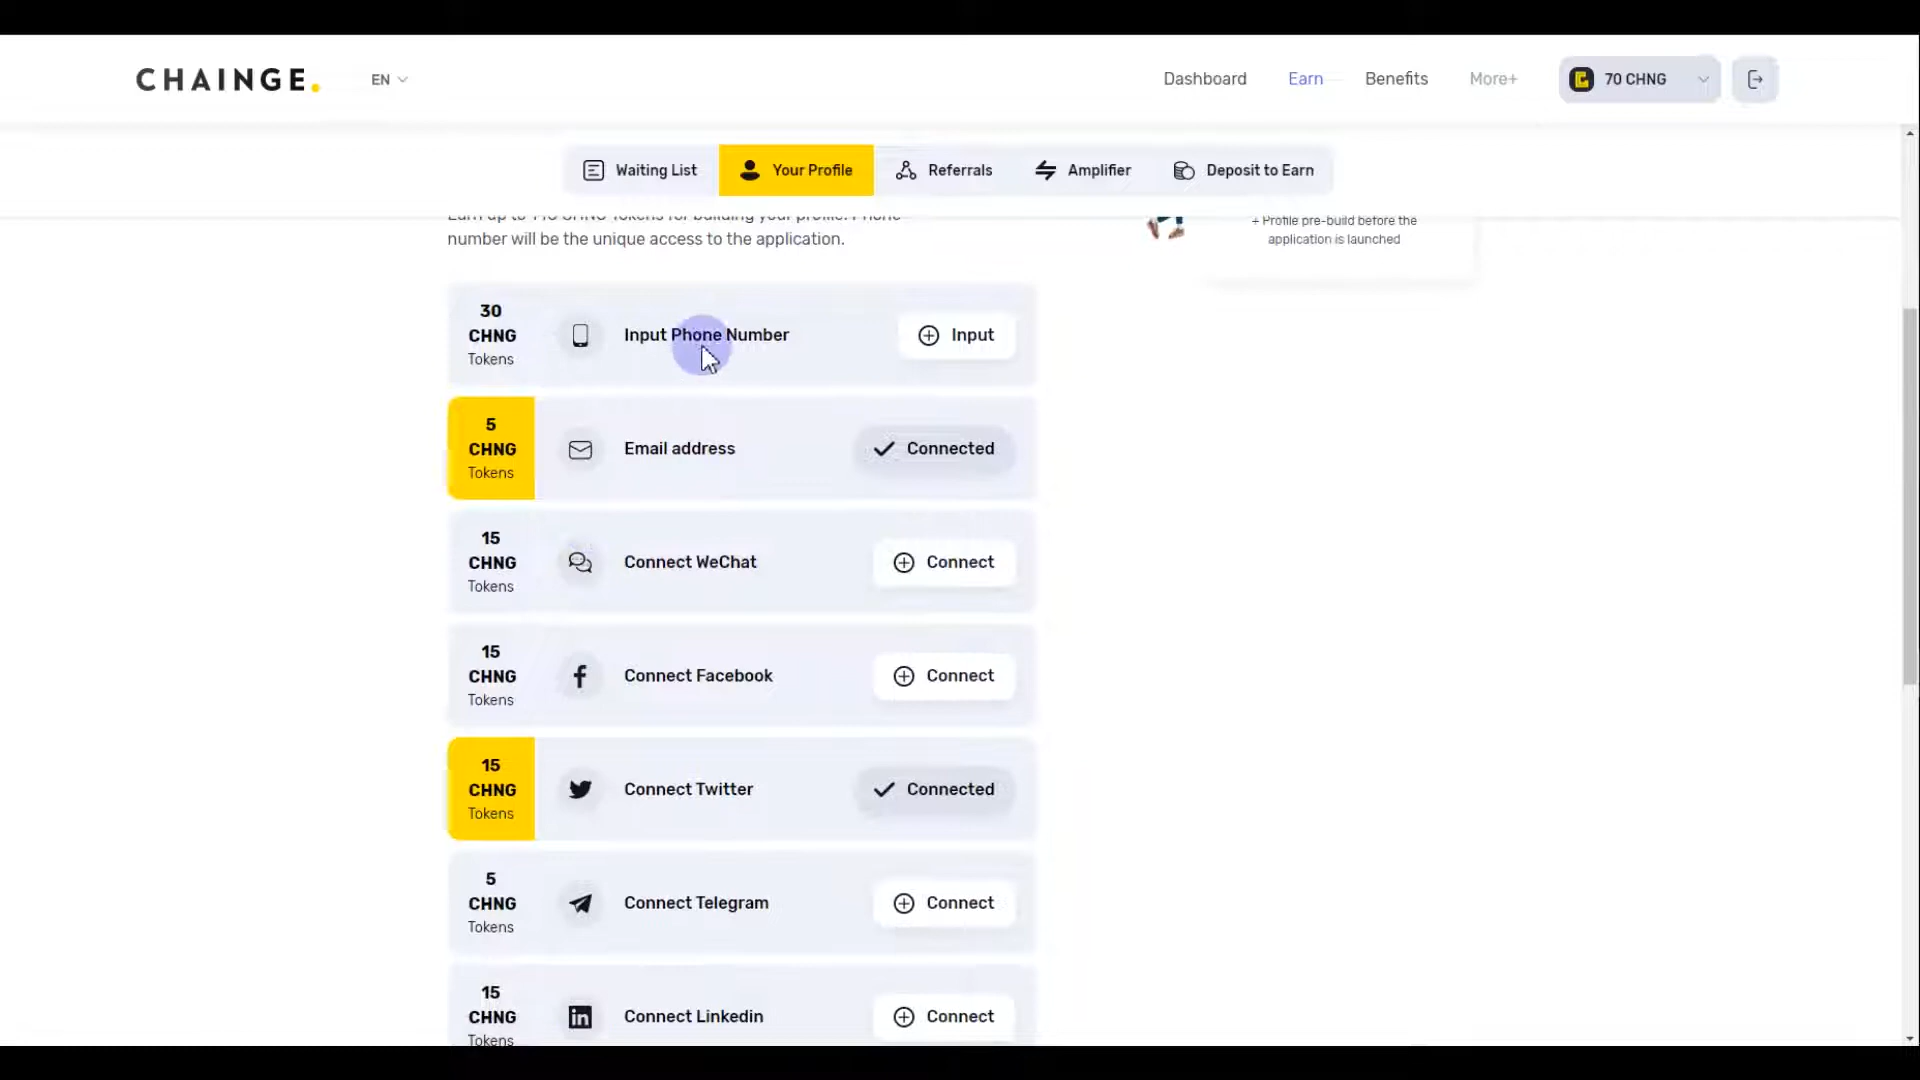 CHAINGE.
EN
Dashboard
Earn
Benefits
More+
70 CHNG
Waiting List
Your Profile
Referrals
Amplifier
Deposit to Earn
number will be the unique access to the application.
+ Profile pre-build before the
application is launched
30
CHNG
Tokens
Input Phone Number
Input
5
CHNG
Tokens
Email address
Connected
15
CHNG
Tokens
Connect WeChat
Connect
15
CHNG
Tokens
Connect Facebook
Connect
15
CHNG
Tokens
Connect Twitter
Connected
5
CHNG
Tokens
Connect Telegram
Connect
15
CHNG
Tokens
Connect Linkedin
Connect